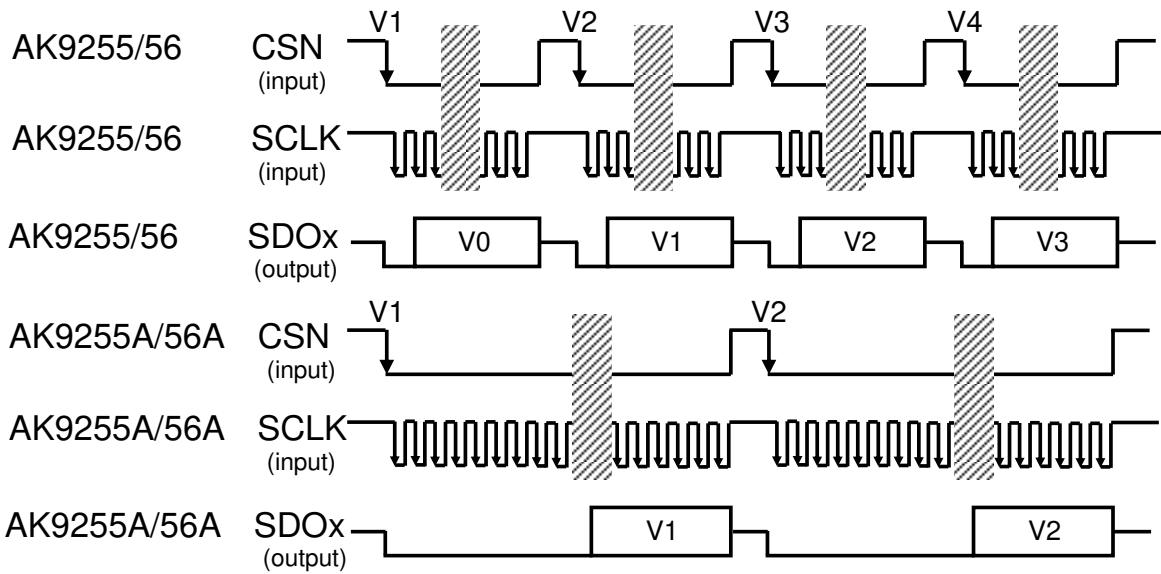 V1 V2 V3 V4
AK9255/56 CSN
(input)
AK9255/56 SCLK
(input)
AK9255/56 SDOx V0 V1 V2 V3
(output)
V1 V2
AK9255A/56A CSN
(input)
AK9255A/56A SCLK
(input)
AK9255A/56A SDOx V1 V2
(output)